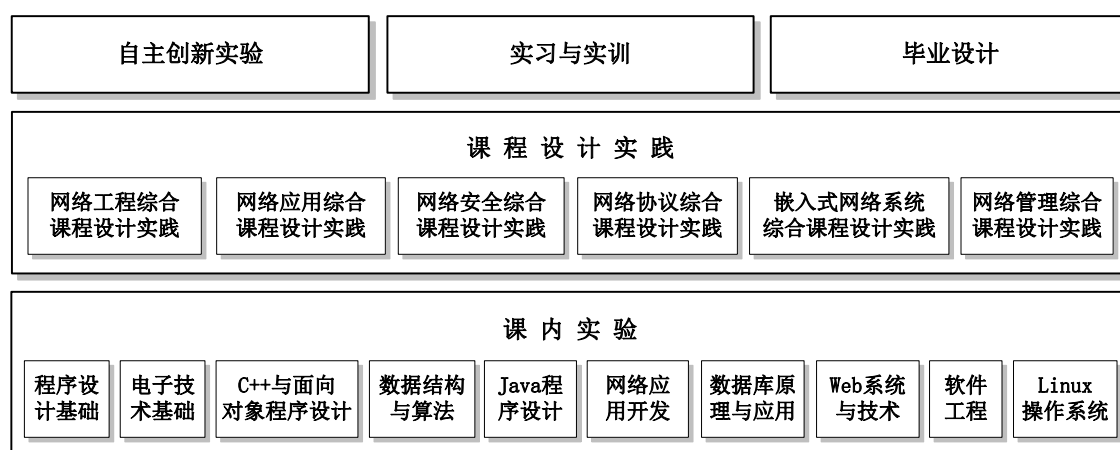 自主创新实验
实习与实训
毕业设计
课程设计实践
网络工程综合
课程设计实践
网络应用综合
课程设计实践
网络安全综合
课程设计实践
网络协议综合
课程设计实践
嵌入式网络系统
综合课程设计实践
网络管理综合
课程设计实践
课内实验
程序设
计基础
电子技
术基础
C++与面向
对象程序设计
数据结构
与算法
Java程
序设计
网络应
用开发
数据库原
理与应用
Web系统
与技术
软件
工程
Linux
操作系统